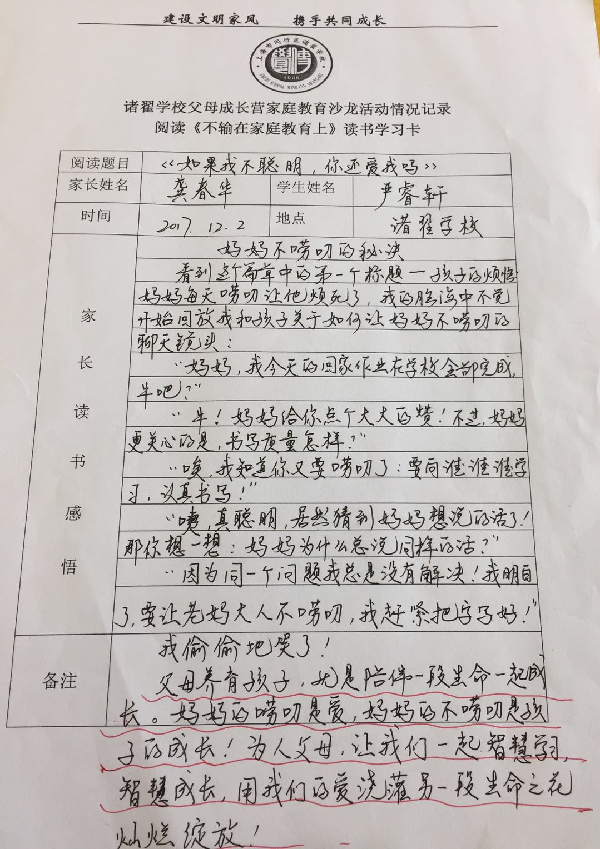 建设文明家风 携手共同成长
上海市闵行区诸翟学校
1906
诸翟学校父母成长营家庭教育沙龙活动情况记录
阅读《不输在家庭教育上》读书学习卡
阅读题目 《如果我不聪明，你还爱我吗》
家长姓名 龚春华 学生姓名 尹睿轩
时间 2017 12.2 地点 诸翟学校
家长读书感悟
妈妈不唠叨的秘诀
看到这个篇章中的第一个标题—孩子的烦恼
妈妈每天唠叨让他烦死了，我的脑海中不觉
开始回放我和孩子关于如何让妈妈不唠叨的
聊天镜头：
“妈妈，我今天的回家作业在学校全部完成，
牛吧？”
“牛！妈妈给你点个大大的赞！不过，妈妈
更关心的是，书写质量怎样？”
“唉，我知道你又要唠叨了：要向谁谁谁学
习，认真书写！”
“噢，真聪明，居然猜到妈妈想说的话了！
那你想一想：妈妈为什么总说同样的话？”
“因为同一个问题我总是没有解决！我明白
了，要让老妈大人不唠叨，我赶紧把字写好！”
备注
我偷偷地笑了！
父母养育孩子，就是陪伴一段生命一起成
长。妈妈的唠叨是爱，妈妈的不唠叨是孩
子的成长！为人父母，让我们一起智慧学习，
智慧成长，用我们的爱浇灌另一段生命之花
灿烂绽放！